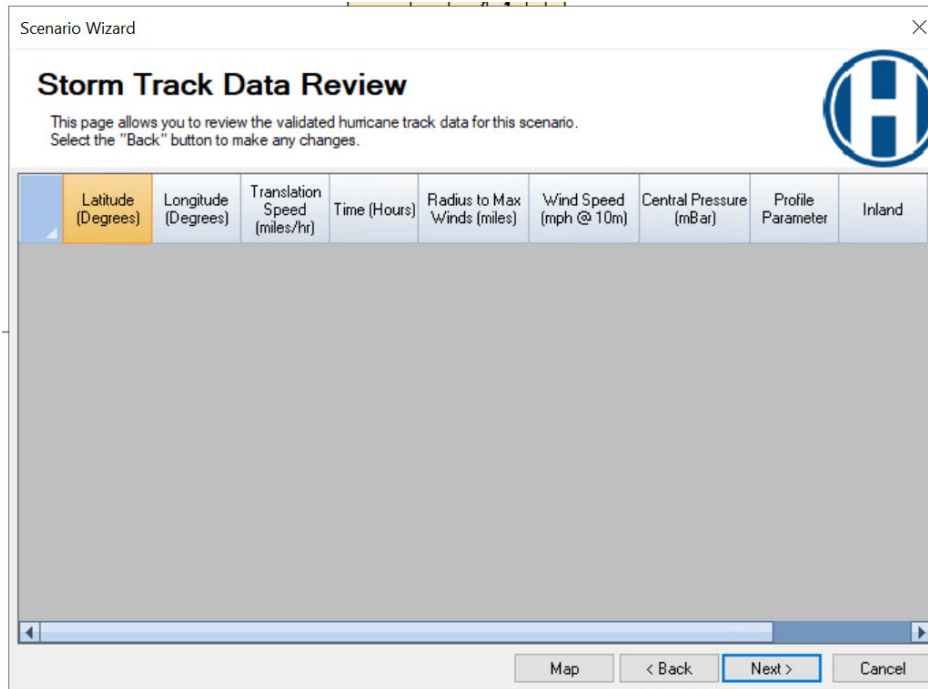 Scenario Wizard
Storm Track Data Review
This page allows you to review the validated hurricane track data for this scenario.
Select the "Back" button to make any changes.
Latitude
(Degrees)
Longitude
(Degrees)
Translation
Speed
(miles/hr)
Time (Hours)
Radius to Max
Winds (miles)
Wind Speed
(mph @ 10m)
Central Pressure
(mBar)
Profile
Parameter
Inland
Map
< Back
Next >
Cancel